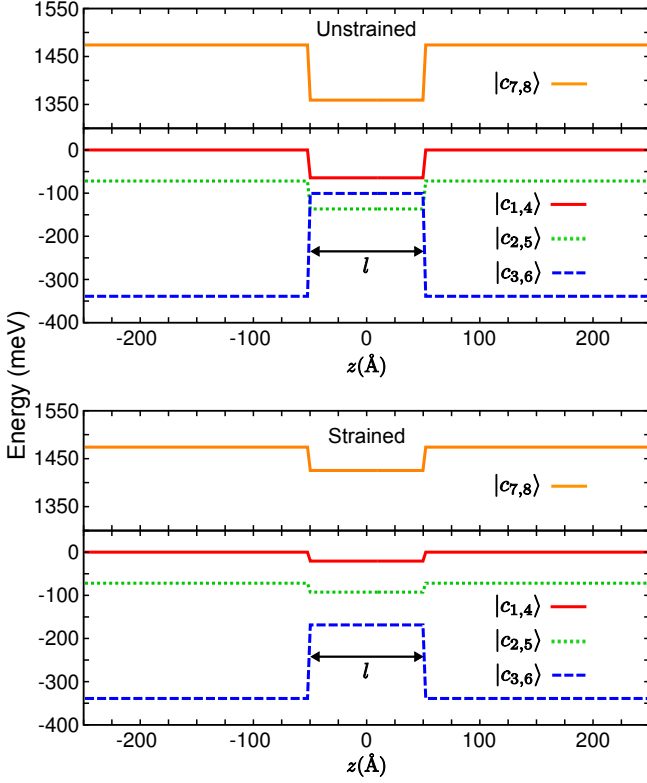 1550
Unstrained
1450
|c₇,₈⟩
1350
0
-100
|c₁,₄⟩
|c₂,₅⟩
-200
l
|c₃,₆⟩
-300
-400
-200 -100 0 100 200
z(Å)
Energy (meV)
1550
Strained
1450
|c₇,₈⟩
1350
0
-100
|c₁,₄⟩
-200
|c₂,₅⟩
l
|c₃,₆⟩
-300
-400
-200 -100 0 100 200
z(Å)